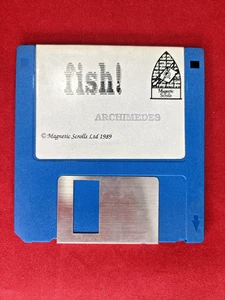 fish!
Magnetic
Scrolls
ARCHIMEDES
© Magnetic Scrolls Ltd 1989